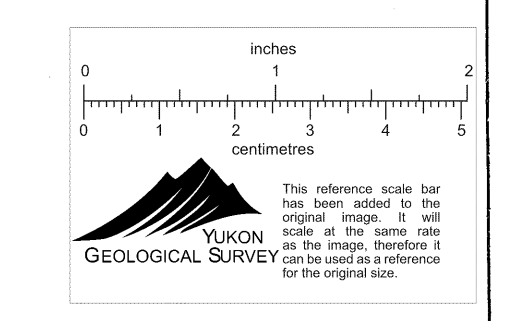 inches
0 1 2
0 1 2 3 4 5
centimetres
This reference scale bar
has been added to the
original image. It will
scale at the same rate
as the image, therefore it
can be used as a reference
for the original size.
YUKON
GEOLOGICAL SURVEY